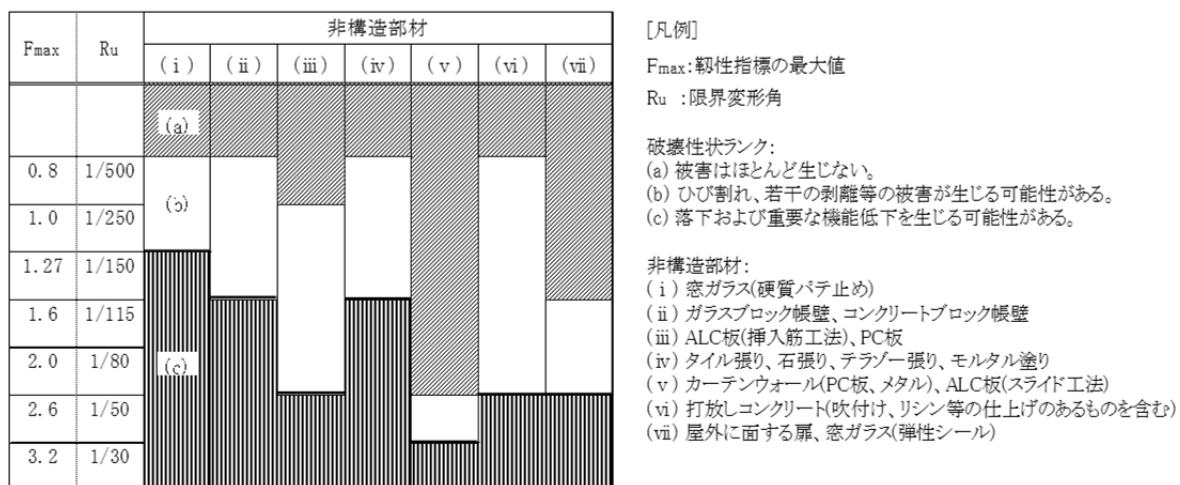 Fmax Ru 非構造部材
(ⅰ) (ⅱ) (ⅲ) (ⅳ) (ⅴ) (ⅵ) (ⅶ)
(a)
0.8 1/500
(b)
1.0 1/250
1.27 1/150
1.6 1/115
2.0 1/80
(c)
2.6 1/50
3.2 1/30
[凡例]
Fmax:靱性指標の最大値
Ru :限界変形角
破壊性状ランク:
(a) 被害はほとんど生じない。
(b) ひび割れ、若干の剥離等の被害が生じる可能性がある。
(c) 落下および重要な機能低下を生じる可能性がある。
非構造部材:
(ⅰ) 窓ガラス(硬質パテ止め)
(ⅱ) ガラスブロック帳壁、コンクリートブロック帳壁
(ⅲ) ALC板(挿入筋工法)、PC板
(ⅳ) タイル張り、石張り、テラゾー張り、モルタル塗り
(ⅴ) カーテンウォール(PC板、メタル)、ALC板(スライド工法)
(ⅵ) 打放しコンクリート(吹付け、リシン等の仕上げのあるものを含む)
(ⅶ) 屋外に面する扉、窓ガラス(弾性シール)